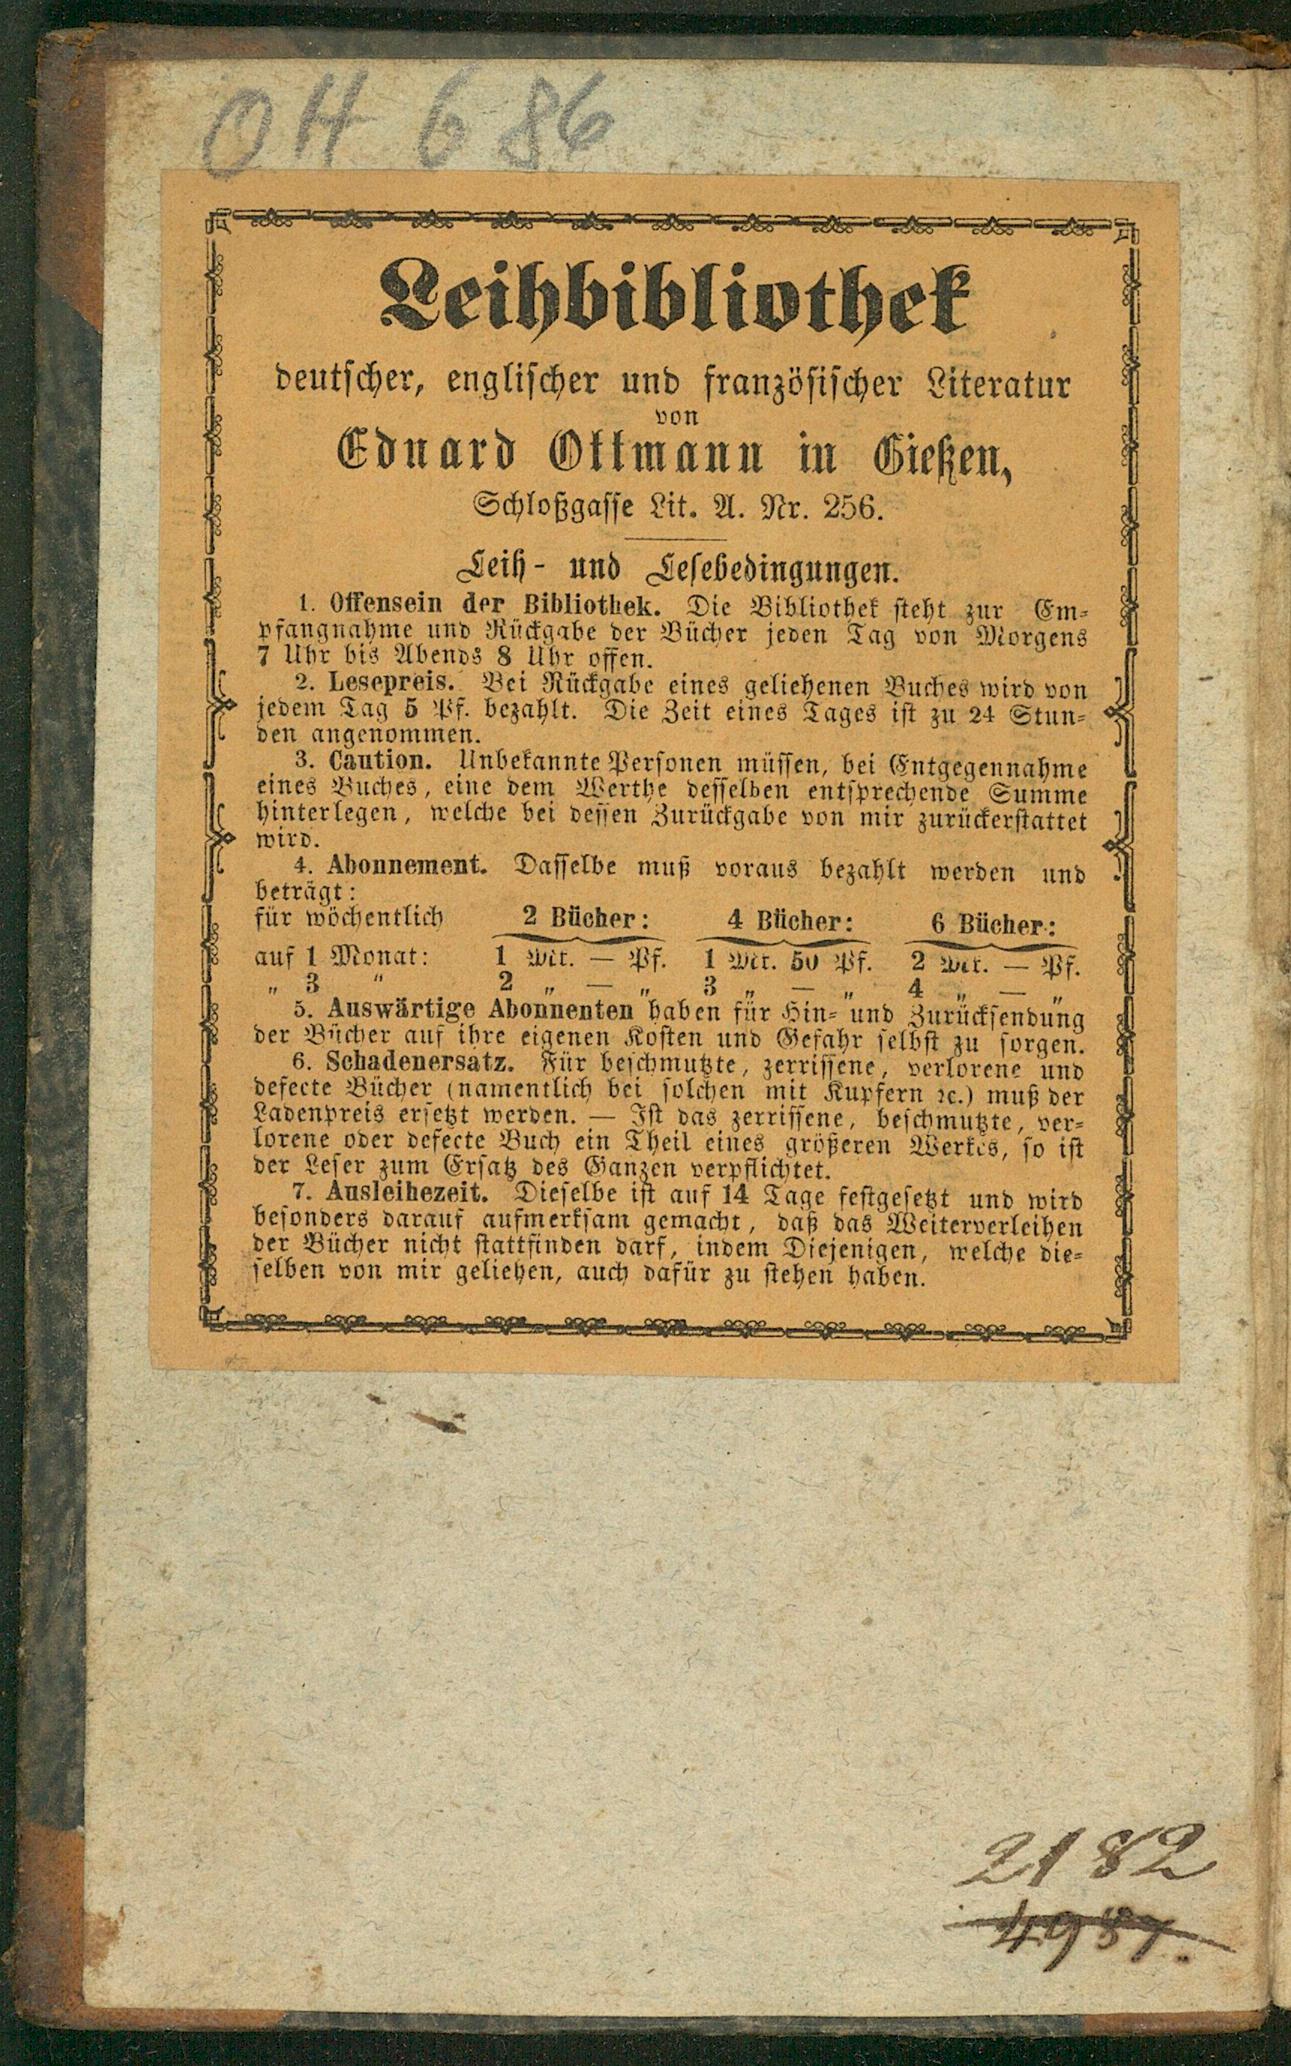 OH 686
Leihbibliothek
deutscher, englischer und französischer Literatur
von
Eduard Ottmann in Gießen,
Schloßgasse Lit. A. Nr. 256.
Leih- und Lesebedingungen.
1. Offensein der Bibliothek. Die Bibliothek steht zur Em-
pfangnahme und Rückgabe der Bücher jeden Tag von Morgens
7 Uhr bis Abends 8 Uhr offen.
2. Lesepreis. Bei Rückgabe eines geliehenen Buches wird von
jedem Tag 5 Pf. bezahlt. Die Zeit eines Tages ist zu 24 Stun-
den angenommen.
3. Caution. Unbekannte Personen müssen, bei Entgegennahme
eines Buches, eine dem Werthe desselben entsprechende Summe
hinterlegen, welche bei dessen Zurückgabe von mir zurückerstattet
wird.
4. Abonnement. Dasselbe muß voraus bezahlt werden und
beträgt:
für wöchentlich 2 Bücher: 4 Bücher: 6 Bücher:
auf 1 Monat: 1 Mk. — Pf. 1 Mk. 50 Pf. 2 Mk. — Pf.
„ 3 „ 2 „ — „ 3 „ — „ 4 „ — „
5. Auswärtige Abonnenten haben für Hin- und Zurücksendung
der Bücher auf ihre eigenen Kosten und Gefahr selbst zu sorgen.
6. Schadenersatz. Für beschmutzte, zerrissene, verlorene und
defecte Bücher (namentlich bei solchen mit Kupfern ꝛc.) muß der
Ladenpreis ersetzt werden. — Ist das zerrissene, beschmutzte, ver-
lorene oder defecte Buch ein Theil eines größeren Werkes, so ist
der Leser zum Ersatz des Ganzen verpflichtet.
7. Ausleihezeit. Dieselbe ist auf 14 Tage festgesetzt und wird
besonders darauf aufmerksam gemacht, daß das Weiterverleihen
der Bücher nicht stattfinden darf, indem Diejenigen, welche die-
selben von mir geliehen, auch dafür zu stehen haben.
2182
4987.